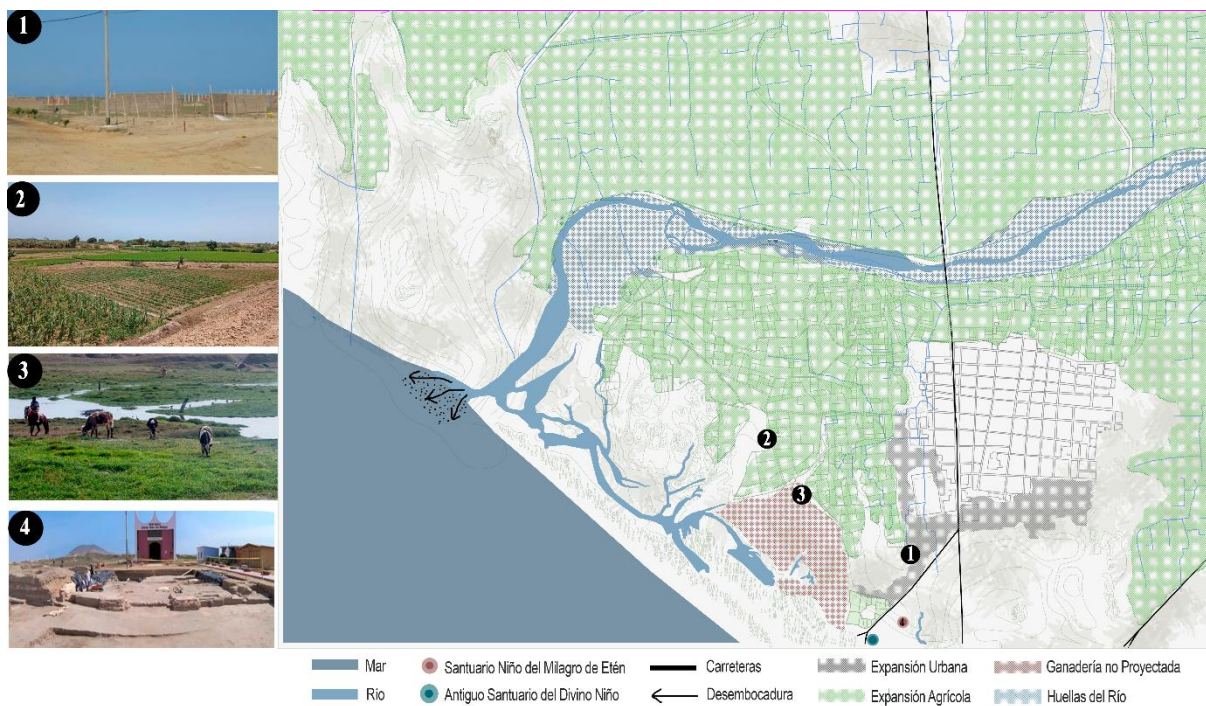 1
2
3
4
2
3
1
4
Mar
Santuario Niño del Milagro de Etén
Carreteras
Expansión Urbana
Ganadería no Proyectada
Río
Antiguo Santuario del Divino Niño
Desembocadura
Expansión Agrícola
Huellas del Río